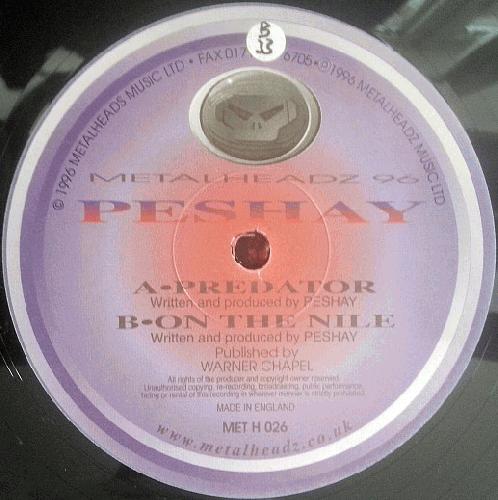 B
13
© 1996 METALHEADS MUSIC LTD • FAX 017 6705 • ℗1996 METALHEADZ MUSIC LTD
METALHEADZ 96
PESHAY
A•PREDATOR
Written and produced by PESHAY
B•ON THE NILE
Written and produced by PESHAY
Published by
WARNER CHAPEL
All rights of the producer and copyright owner reserved.
Unauthorised copying, re-recording, broadcasting, public performance,
hiring or rental of this recording in whatever manner is strictly prohibited.
MADE IN ENGLAND
MET H 026
www.metalheadz.co.uk